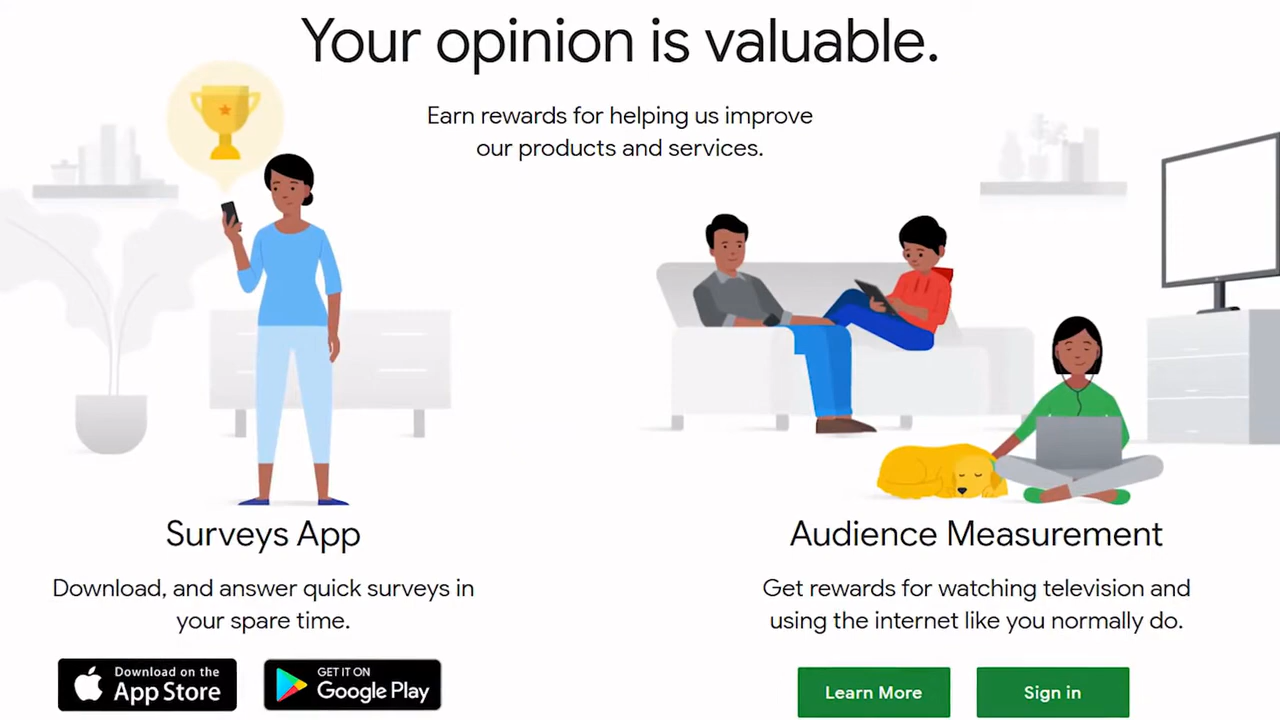 Your opinion is valuable.
Earn rewards for helping us improve
our products and services.
Surveys App
Download, and answer quick surveys in
your spare time.
Download on the
App Store
GET IT ON
Google Play
Audience Measurement
Get rewards for watching television and
using the internet like you normally do.
Learn More
Sign in